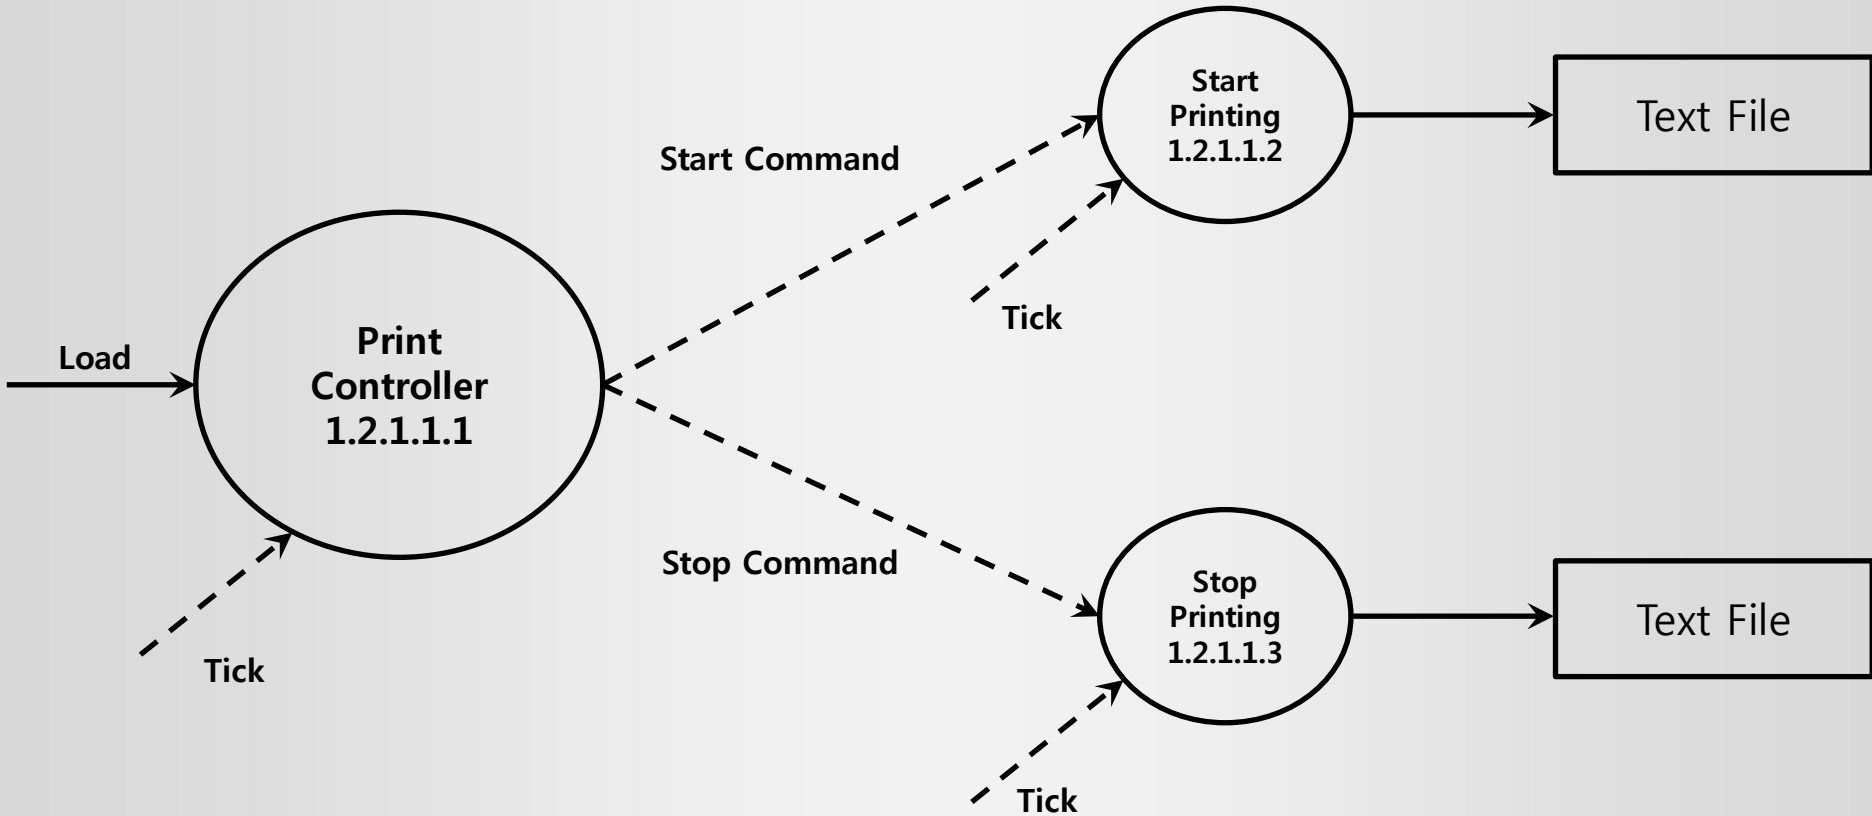 Load
Print
Controller
1.2.1.1.1
Tick
Start Command
Stop Command
Start
Printing
1.2.1.1.2
Tick
Text File
Stop
Printing
1.2.1.1.3
Tick
Text File